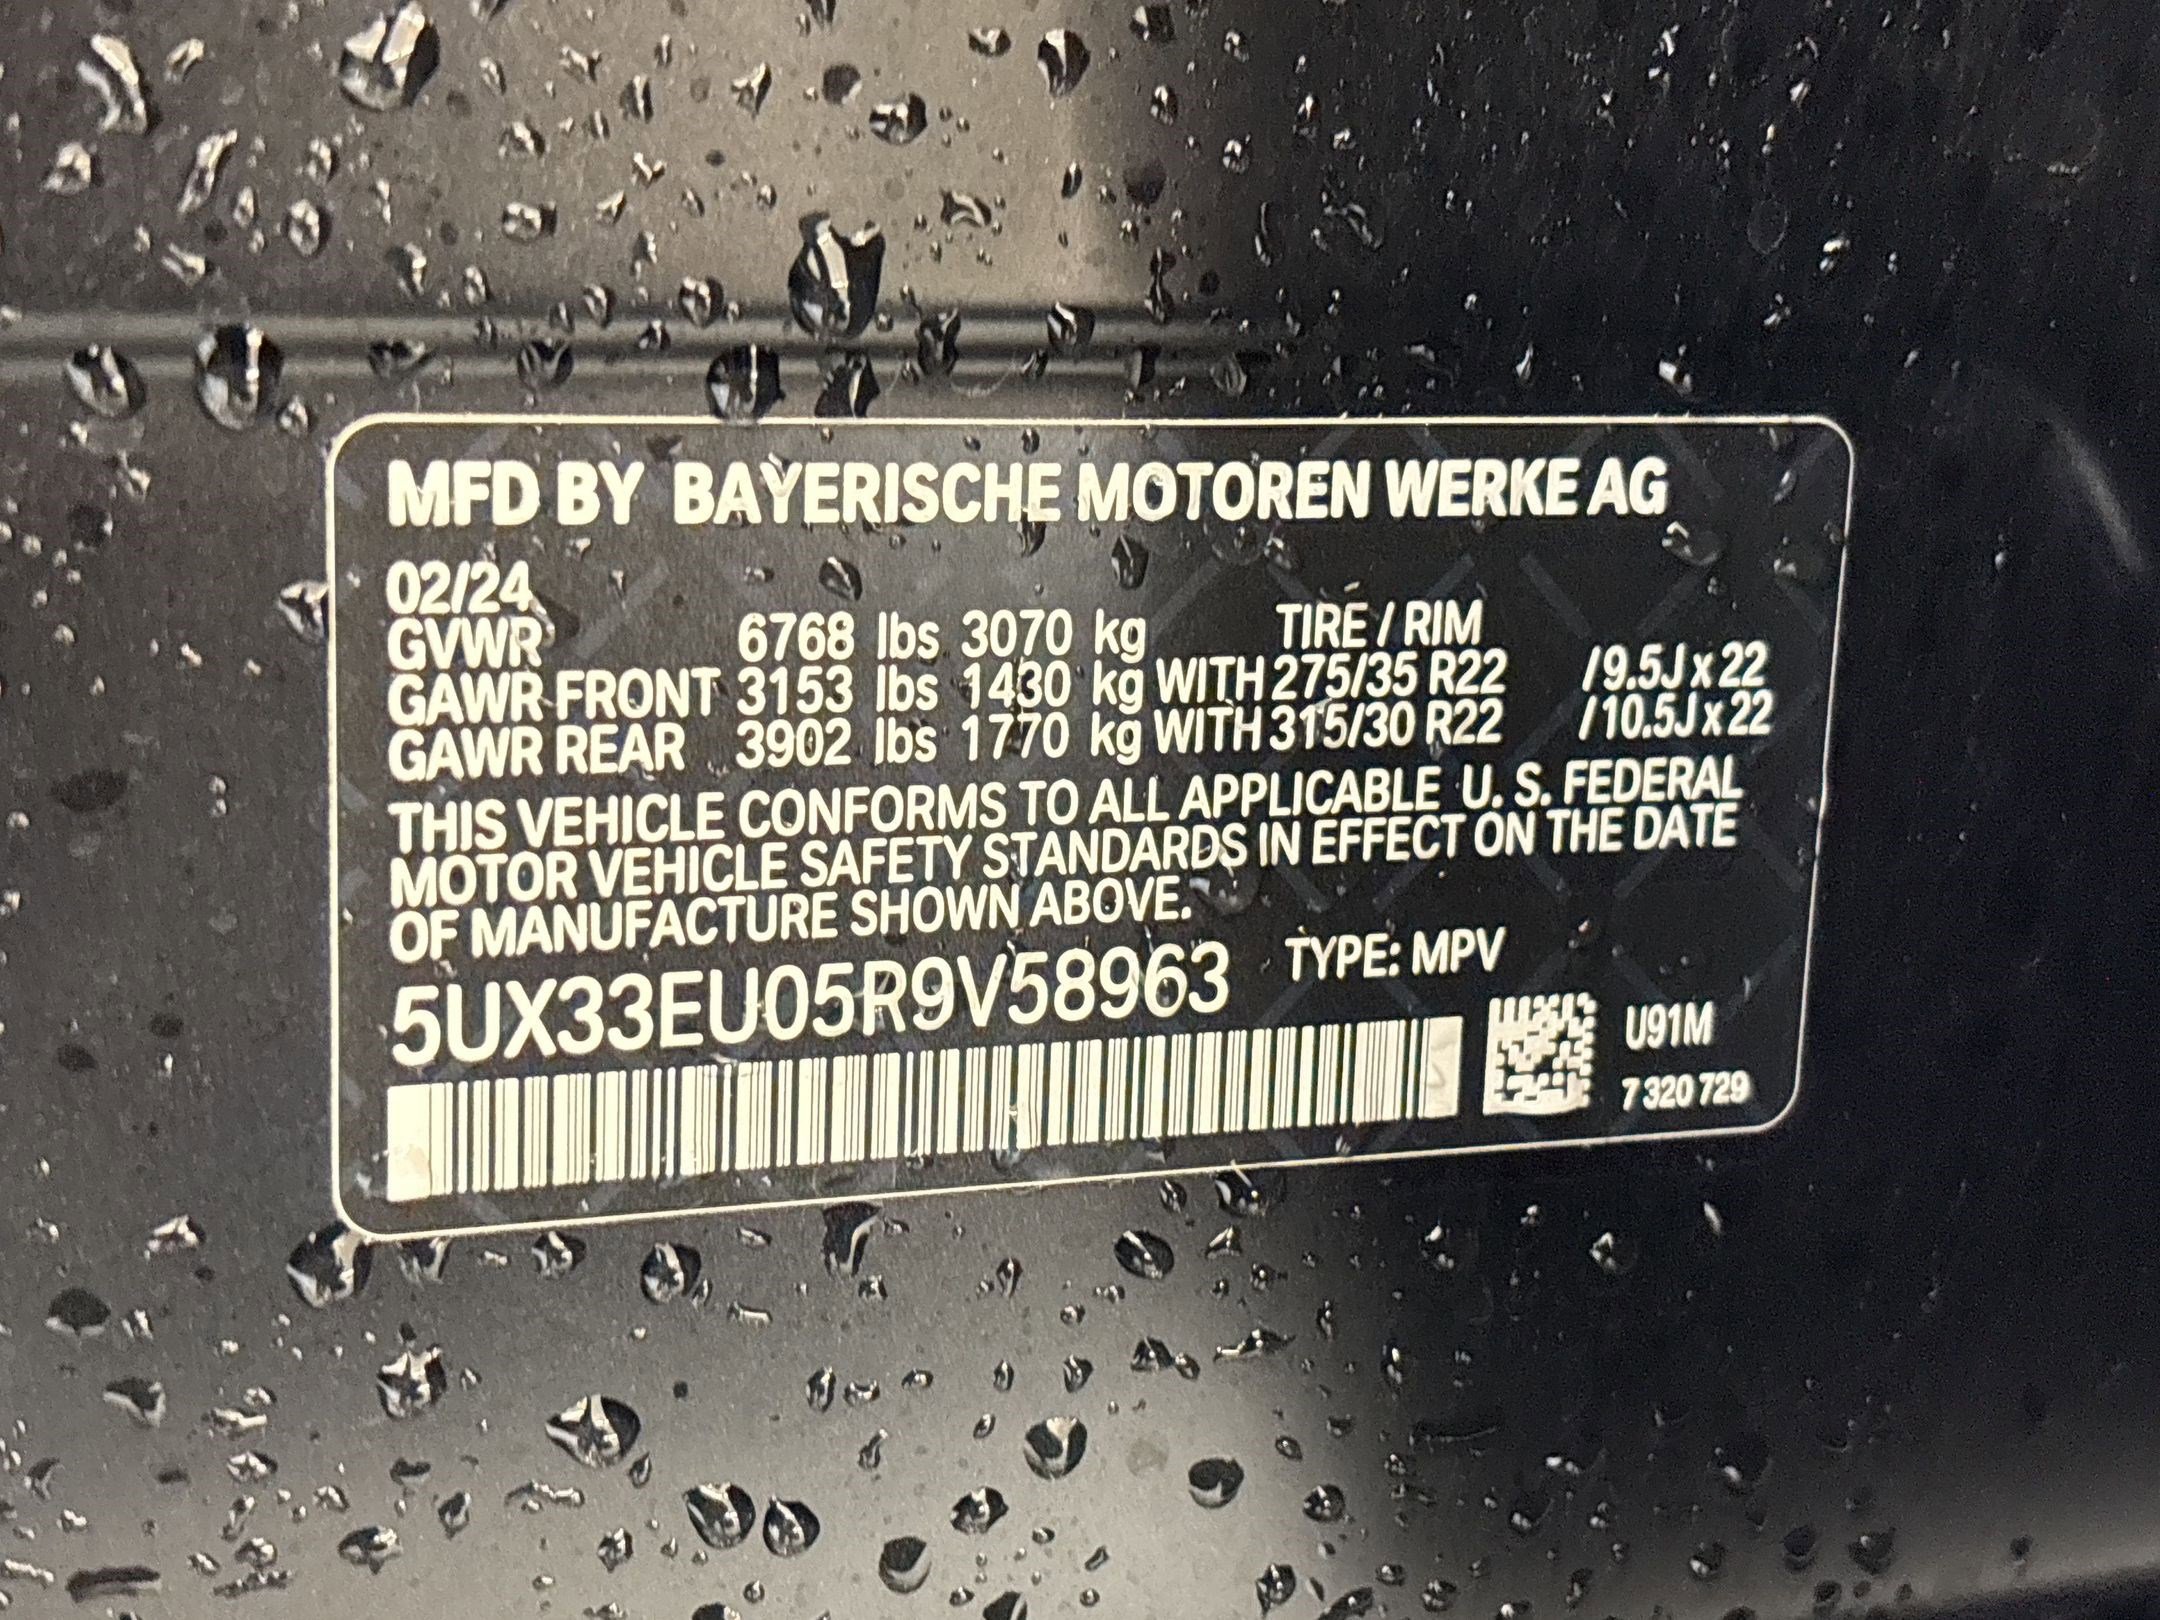 MFD BY BAYERISCHE MOTOREN WERKE AG
02/24
GVWR 6768 lbs 3070 kg TIRE / RIM
GAWR FRONT 3153 lbs 1430 kg WITH 275/35 R22 /9.5J x 22
GAWR REAR 3902 lbs 1770 kg WITH 315/30 R22 /10.5J x 22
THIS VEHICLE CONFORMS TO ALL APPLICABLE U. S. FEDERAL
MOTOR VEHICLE SAFETY STANDARDS IN EFFECT ON THE DATE
OF MANUFACTURE SHOWN ABOVE.
5UX33EU05R9V58963 TYPE: MPV
U91M
7 320 729